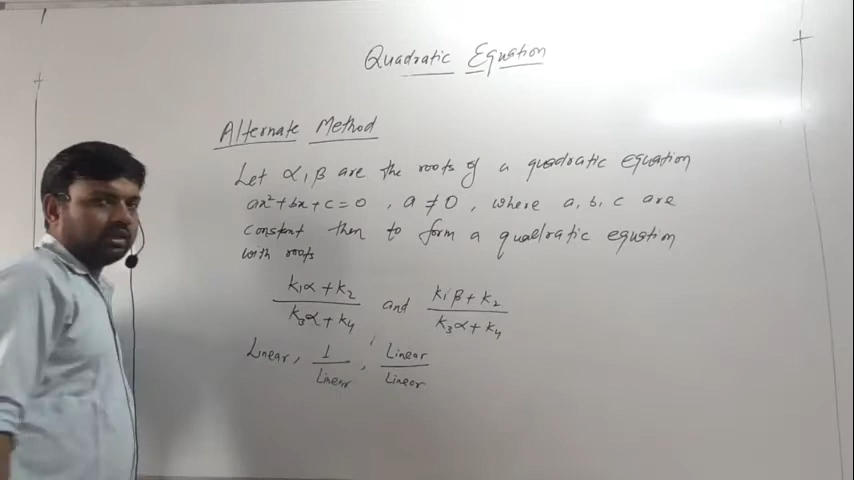 Quadratic Equation
Alternate Method
Let α, β are the roots of a quadratic equation
ax²+bx+c=0 , a ≠ 0 , where a, b, c are
constant then to form a quadratic equation
with roots
k₁α + k₂ / k₃α + k₄ and k₁β + k₂ / k₃α + k₄
Linear, 1 / Linear , Linear / Linear